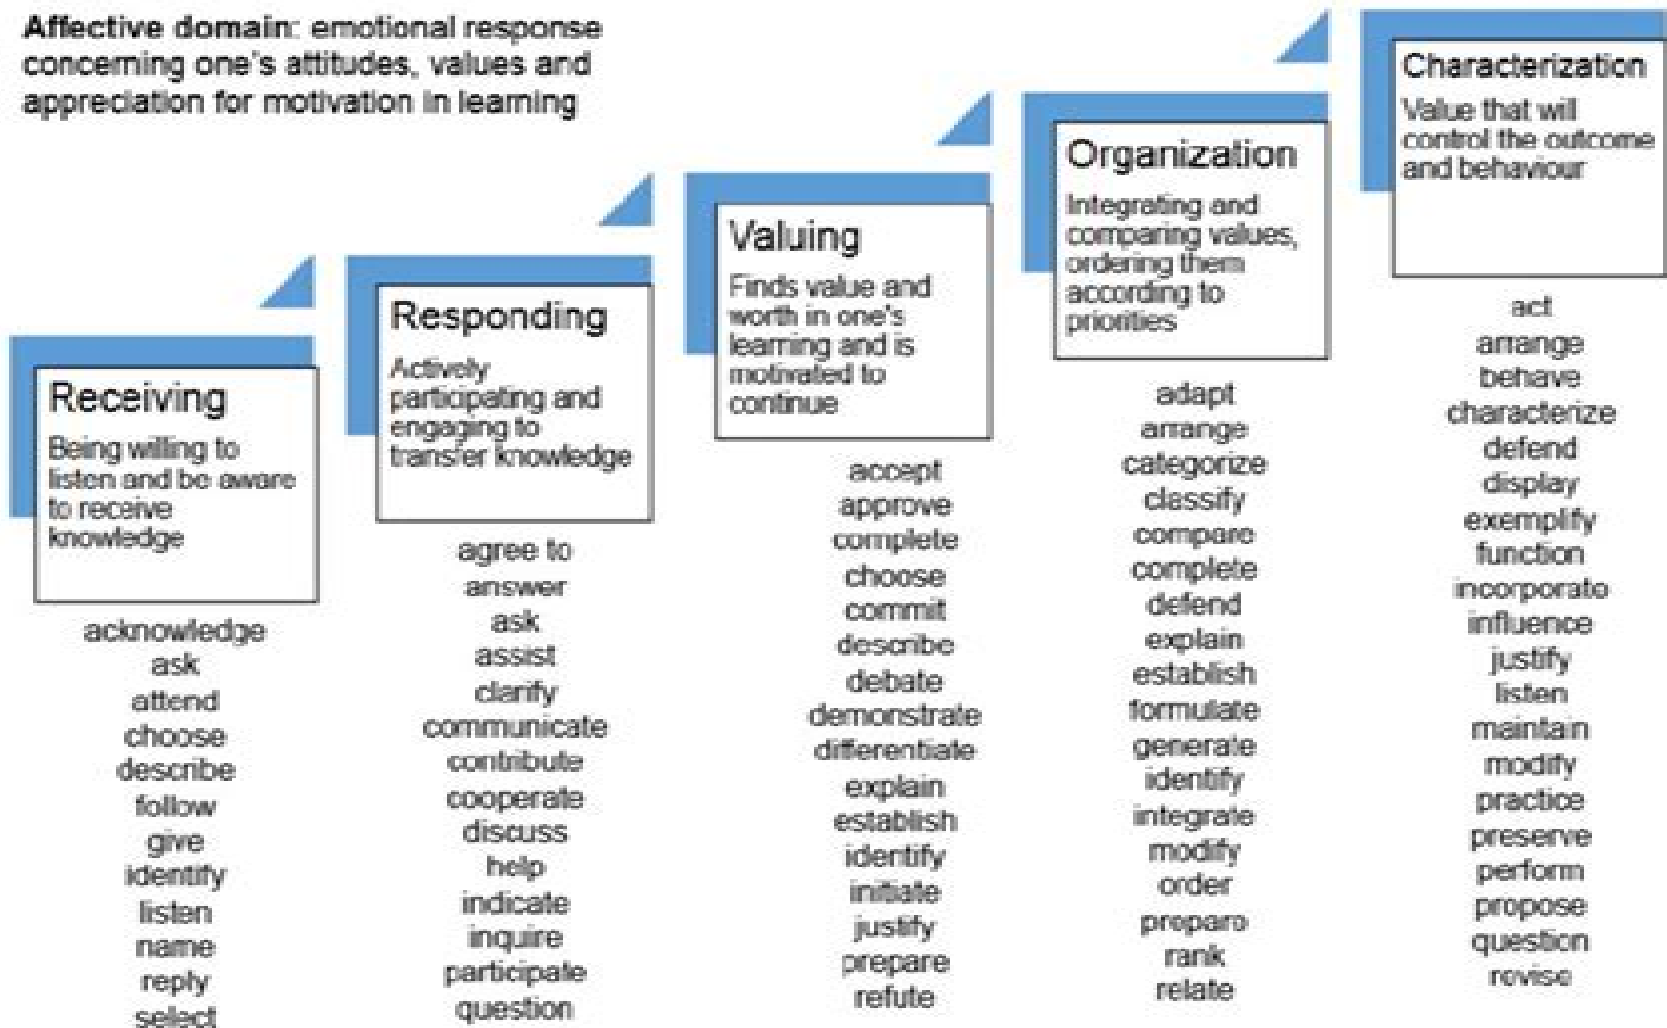 Affective domain: emotional response
concerning one's attitudes, values and
appreciation for motivation in learning
Receiving
Being willing to
listen and be aware
to receive
knowledge
acknowledge
ask
attend
choose
describe
follow
give
identify
listen
name
reply
select
Responding
Actively
participating and
engaging to
transfer knowledge
agree to
answer
ask
assist
clarify
communicate
contribute
cooperate
discuss
help
indicate
inquire
participate
question
Valuing
Finds value and
worth in one's
learning and is
motivated to
continue
accept
approve
complete
choose
commit
describe
debate
demonstrate
differentiate
explain
establish
identify
initiate
justify
prepare
refute
Organization
Integrating and
comparing values,
ordering them
according to
priorities
adapt
arrange
categorize
classify
compare
complete
defend
explain
establish
formulate
generate
identify
integrate
modify
order
prepare
rank
relate
Characterization
Value that will
control the outcome
and behaviour
act
arrange
behave
characterize
defend
display
exemplify
function
incorporate
influence
justify
listen
maintain
modify
practice
preserve
perform
propose
question
revise